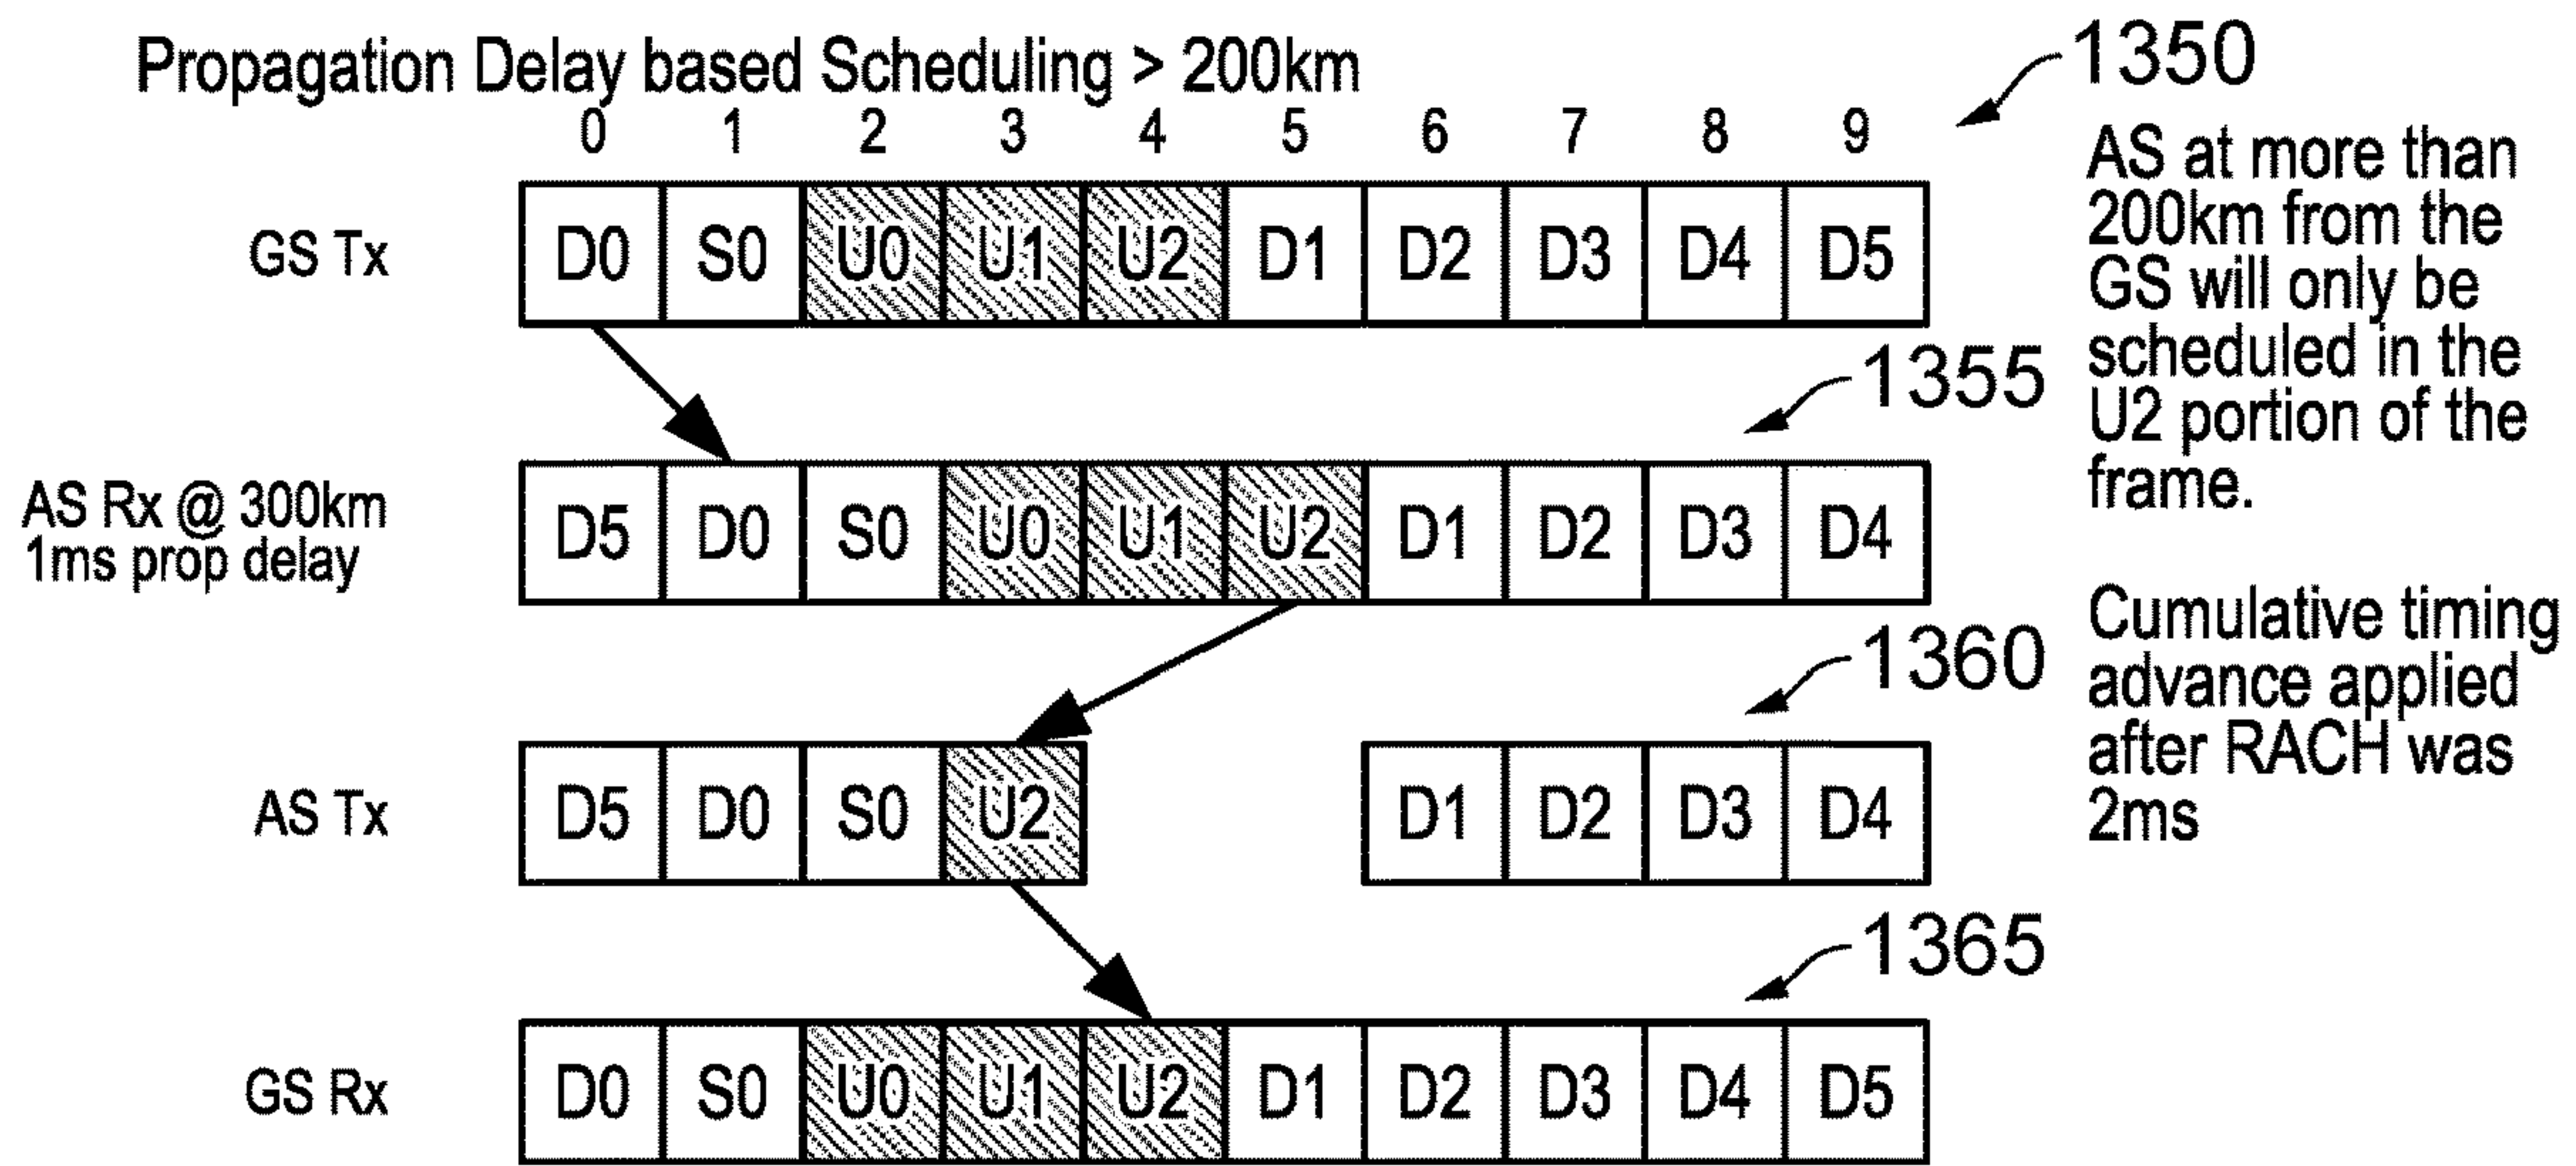 Propagation Delay based Scheduling > 200km
1350
0 1 2 3 4 5 6 7 8 9
GS Tx D0 S0 U0 U1 U2 D1 D2 D3 D4 D5
AS at more than
200km from the
GS will only be
scheduled in the
U2 portion of the
frame.
1355
AS Rx @ 300km
1ms prop delay
D5 D0 S0 U0 U1 U2 D1 D2 D3 D4
Cumulative timing
advance applied
after RACH was
2ms
1360
AS Tx D5 D0 S0 U2 D1 D2 D3 D4
1365
GS Rx D0 S0 U0 U1 U2 D1 D2 D3 D4 D5